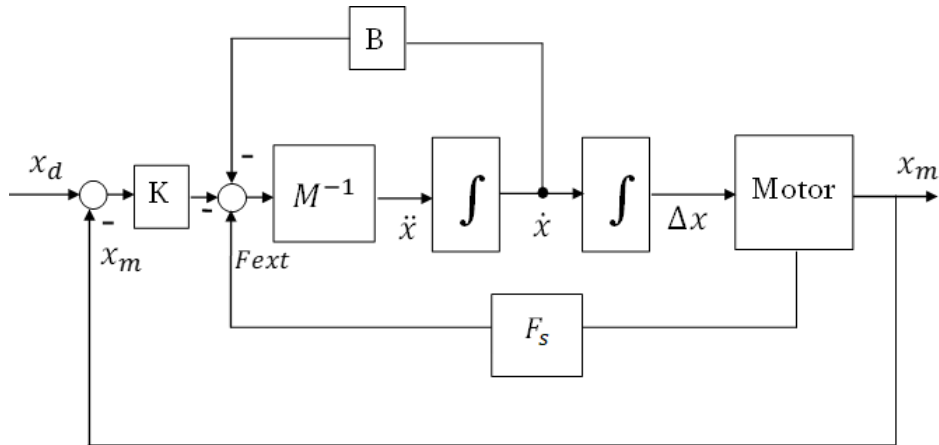 B
-
x_d
K
-
M⁻¹
∫
∫
Motor
x_m
-
-
x_m
Fext
ẍ
ẋ
Δx
F_s